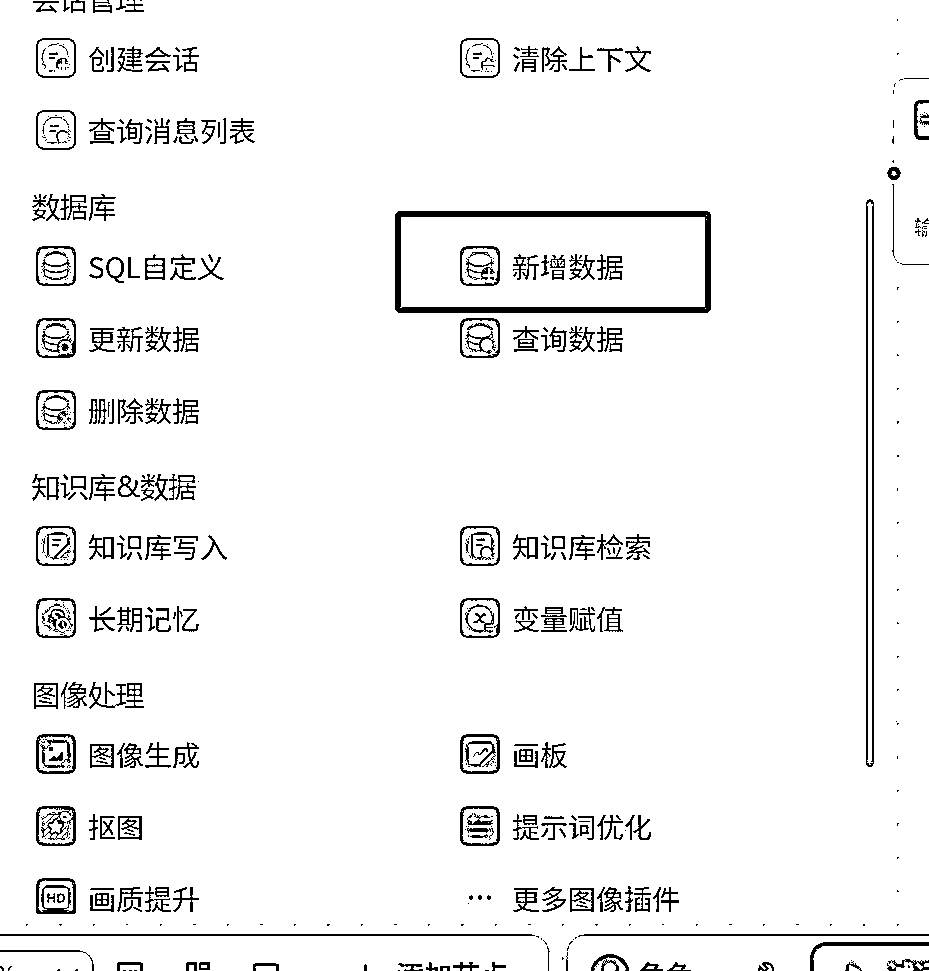 会话管理
创建会话 清除上下文
查询消息列表
数据库
SQL自定义 新增数据
更新数据 查询数据
删除数据
知识库&数据
知识库写入 知识库检索
长期记忆 变量赋值
图像处理
图像生成 画板
抠图 提示词优化
HD 画质提升 ··· 更多图像插件
添加节点